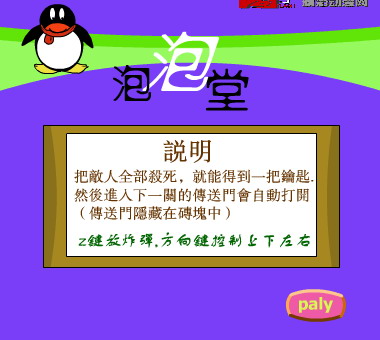 泡泡堂
説明
把敵人全部殺死，就能得到一把鑰匙.
然後進入下一關的傳送門會自動打開
（傳送門隱藏在磚塊中）
z鍵放炸彈,方向鍵控制上下左右
paly